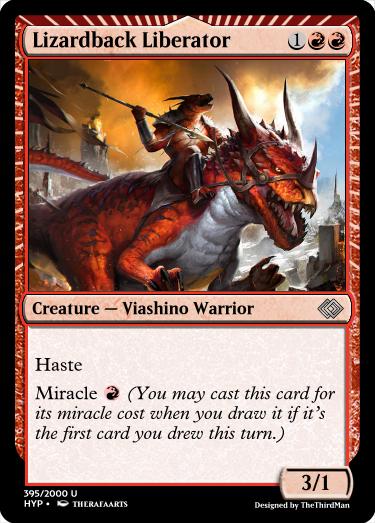 Lizardback Liberator 1
Creature — Viashino Warrior
Haste
Miracle (You may cast this card for
its miracle cost when you draw it if it's
the first card you drew this turn.)
3/1
395/2000 U
HYP • THERAFAARTS
Designed by TheThirdMan